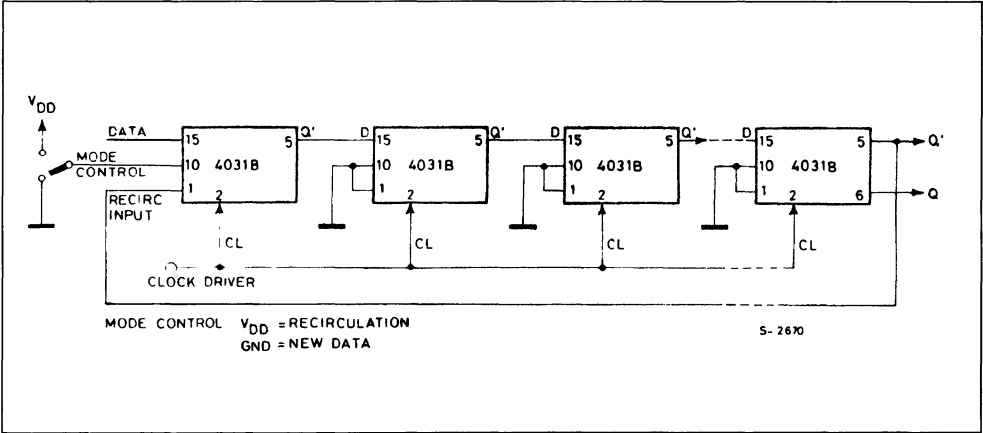 VDD
DATA
MODE CONTROL
RECIRC INPUT
15 5
10 4031B
1 2
Q'
D
15 5
10 4031B
1 2
Q'
D
15 5
10 4031B
1 2
Q'
D
15 5
10 4031B
1 2 6
Q'
Q
CL
CL
CL
CL
CLOCK DRIVER
MODE CONTROL VDD = RECIRCULATION
GND = NEW DATA
S-2670